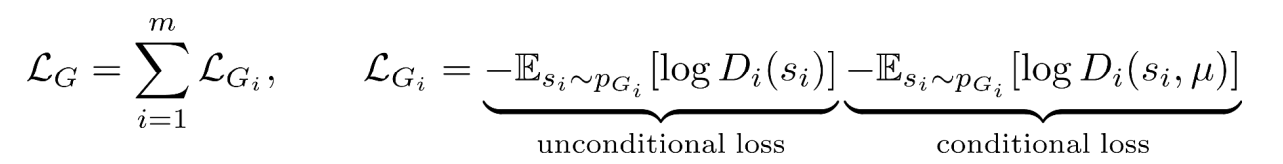 $\mathcal{L}_G = \sum_{i=1}^{m} \mathcal{L}_{G_i}, \qquad \mathcal{L}_{G_i} = \underbrace{-\mathbb{E}_{s_i \sim p_{G_i}} [\log D_i(s_i)]}_{\text{unconditional loss}} \underbrace{-\mathbb{E}_{s_i \sim p_{G_i}} [\log D_i(s_i, \mu)]}_{\text{conditional loss}}$